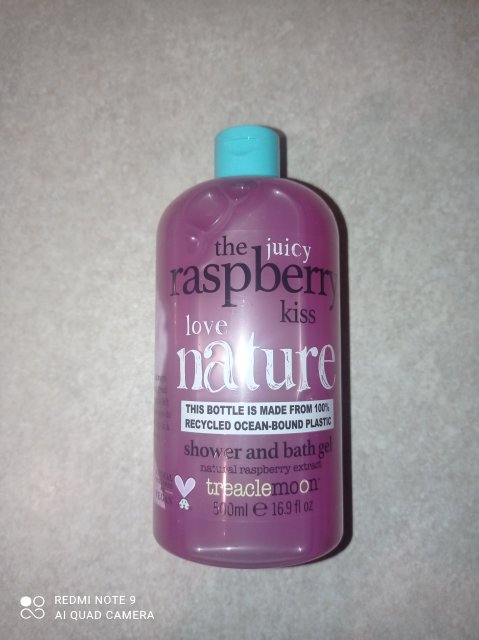 the juicy
raspberry
kiss
love
nature
THIS BOTTLE IS MADE FROM 100%
RECYCLED OCEAN-BOUND PLASTIC
shower and bath gel
natural raspberry extract
treaclemoon
500ml e 16.9 fl oz
REDMI NOTE 9
AI QUAD CAMERA